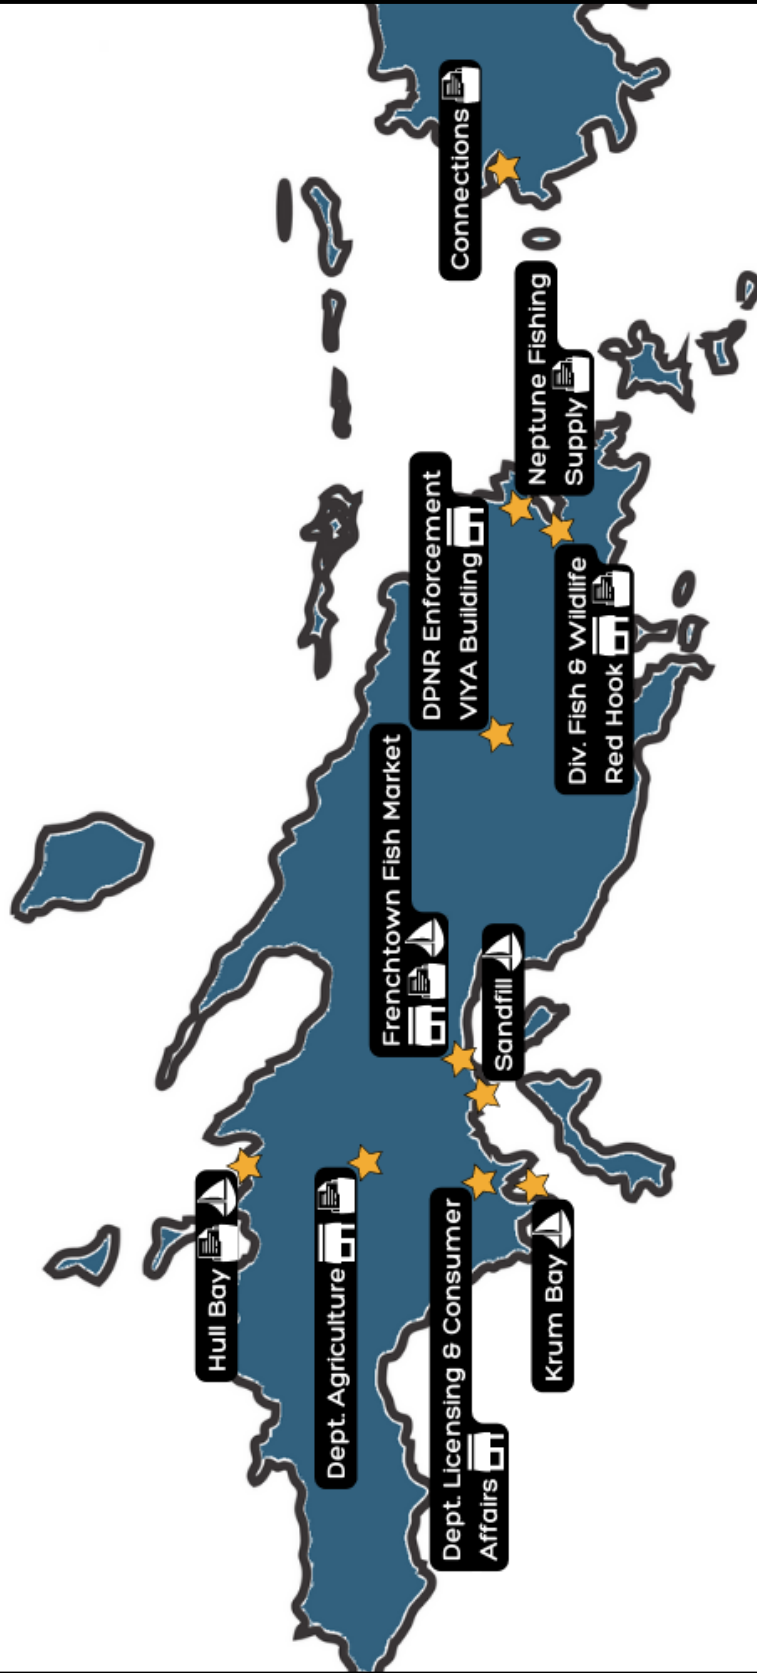 Hull Bay
Dept. Agriculture
Frenchtown Fish Market
Dept. Licensing & Consumer
Affairs
DPNR Enforcement
VIYA Building
Connections
Sandfill
Neptune Fishing
Supply
Krum Bay
Div. Fish & Wildlife
Red Hook